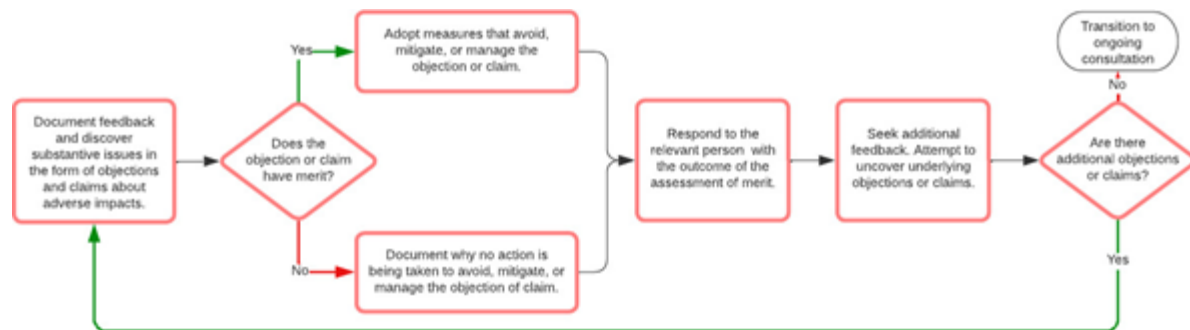 Document feedback
and discover
substantive issues in
the form of objections
and claims about
adverse impacts.
Does the
objection or claim
have merit?
Yes
Adopt measures that avoid,
mitigate, or manage the
objection or claim.
No
Document why no action is
being taken to avoid, mitigate, or
manage the objection of claim.
Respond to the
relevant person with
the outcome of the
assessment of merit.
Seek additional
feedback. Attempt to
uncover underlying
objections or claims.
Are there
additional objections
or claims?
No
Transition to
ongoing
consultation
Yes